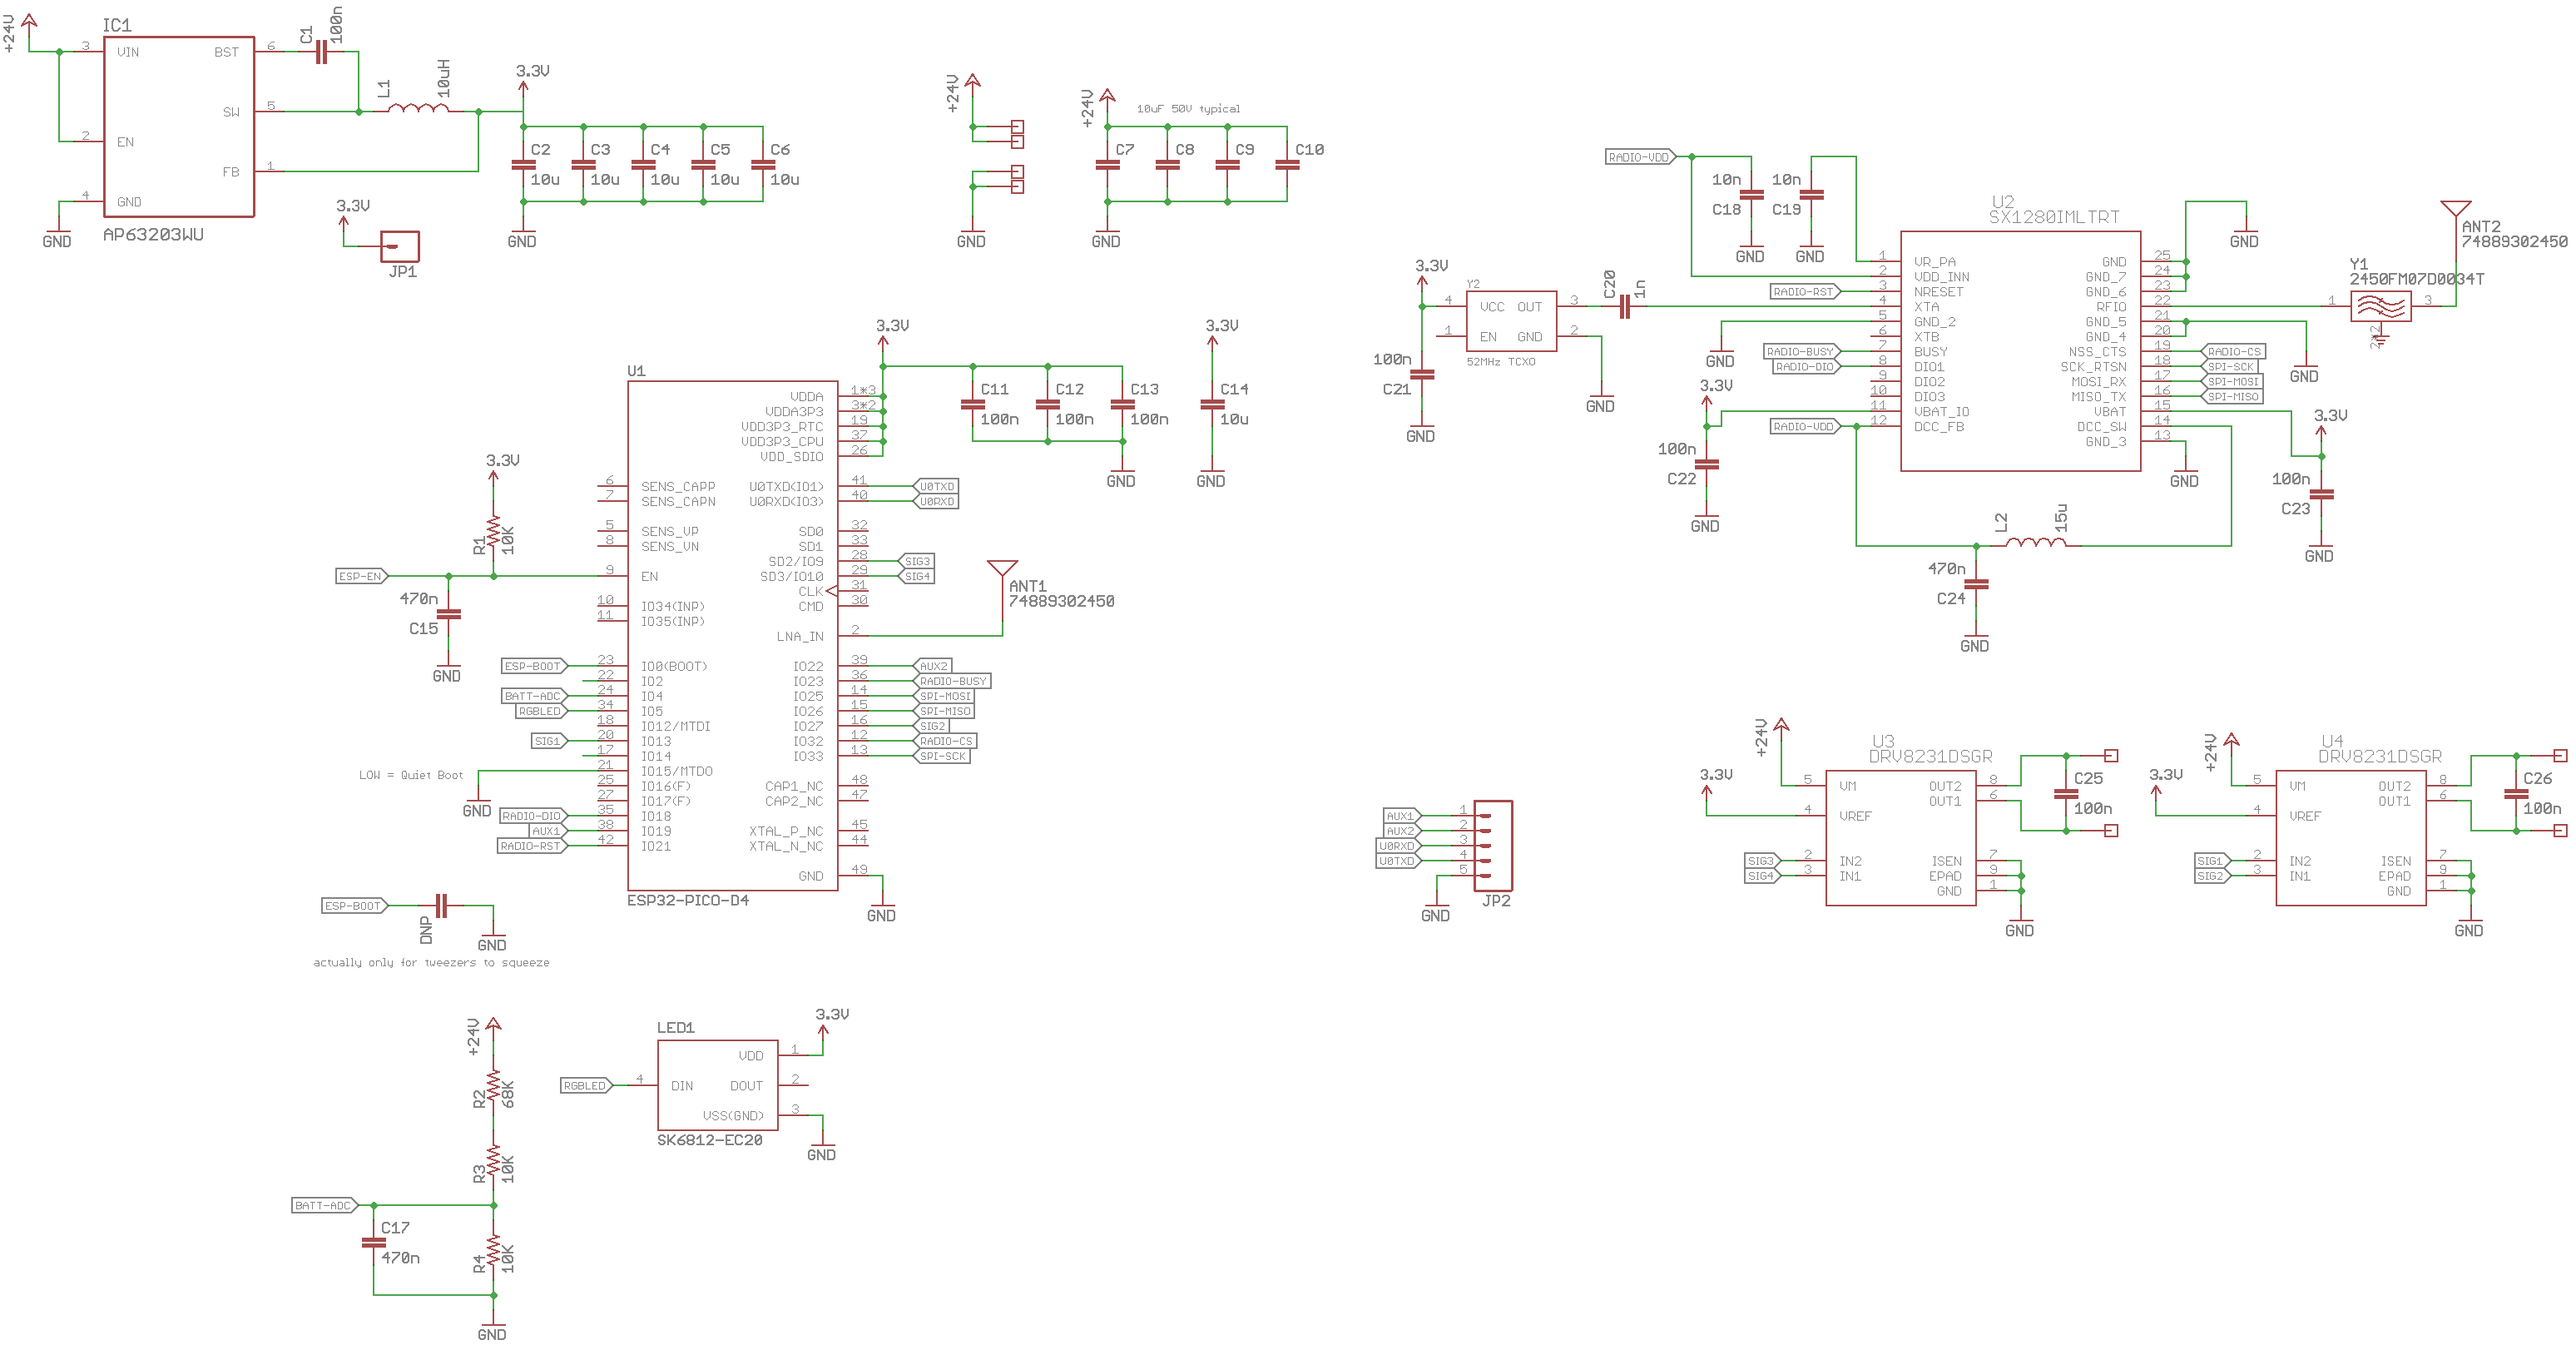 +24V
IC1
3 VIN
BST 6
C1
100n
SW 5
L1
10uH
3.3V
2 EN
FB 1
4 GND
GND
AP63203WU
3.3V
JP1
C2
10u
C3
10u
C4
10u
C5
10u
C6
10u
GND
+24V
GND
+24V
10uF 50V typical
C7
C8
C9
C10
GND
U1
VDDA 1*3
VDDA3P3 3*2
VDD3P3_RTC 19
VDD3P3_CPU 37
VDD_SDIO 26
6 SENS_CAPP
7 SENS_CAPN
5 SENS_VP
8 SENS_VN
9 EN
10 IO34(INP)
11 IO35(INP)
23 IO0(BOOT)
22 IO2
24 IO4
34 IO5
18 IO12/MTDI
20 IO13
17 IO14
21 IO15/MTDO
25 IO16(F)
27 IO17(F)
35 IO18
38 IO19
42 IO21
U0TXD(IO1) 41
U0RXD(IO3) 40
SD0 32
SD1 33
SD2/IO9 28
SD3/IO10 29
CLK 31
CMD 30
LNA_IN 2
IO22 39
IO23 36
IO25 14
IO26 15
IO27 16
IO32 12
IO33 13
CAP1_NC 48
CAP2_NC 47
XTAL_P_NC 45
XTAL_N_NC 44
GND 49
GND
ESP32-PICO-D4
3.3V
C11
100n
C12
100n
C13
100n
GND
3.3V
C14
10u
GND
U0TXD
U0RXD
SIG3
SIG4
ANT1
74889302450
AUX2
RADIO-BUSY
SPI-MOSI
SPI-MISO
SIG2
RADIO-CS
SPI-SCK
3.3V
R1
10K
ESP-EN
470n
C15
GND
ESP-BOOT
BATT-ADC
RGBLED
SIG1
LOW = Quiet Boot
GND
RADIO-DIO
AUX1
RADIO-RST
ESP-BOOT
DNP
GND
actually only for tweezers to squeeze
+24V
R2
68K
R3
10K
BATT-ADC
C17
470n
R4
10K
GND
LED1
3.3V
VDD 1
RGBLED
4 DIN
DOUT 2
VSS(GND) 3
SK6812-EC20
GND
RADIO-VDD
10n
C18
GND
10n
C19
GND
U2
SX1280IMLTRT
1 VR_PA
2 VDD_INN
3 NRESET
4 XTA
5 GND_2
6 XTB
7 BUSY
8 DIO1
9 DIO2
10 DIO3
11 VBAT_IO
12 DCC_FB
GND 25
GND_7 24
GND_6 23
RFIO 22
GND_5 21
GND_4 20
NSS_CTS 19
SCK_RTSN 18
MOSI_RX 17
MISO_TX 16
VBAT 15
DCC_SW 14
GND_3 13
GND
ANT2
74889302450
Y1
2450FM07D0034T
1
3
2*2
3.3V
Y2
4 VCC
OUT 3
1 EN
GND 2
52MHz TCXO
C20
1n
100n
C21
GND
GND
RADIO-RST
GND
RADIO-BUSY
RADIO-DIO
3.3V
RADIO-VDD
100n
C22
GND
RADIO-CS
SPI-SCK
SPI-MOSI
SPI-MISO
GND
GND
3.3V
100n
C23
GND
L2
15u
470n
C24
GND
+24V
U3
DRV8231DSGR
3.3V
5 VM
4 VREF
OUT2 8
OUT1 6
SIG3
2 IN2
SIG4
3 IN1
ISEN 7
EPAD 9
GND 1
GND
C25
100n
+24V
U4
DRV8231DSGR
3.3V
5 VM
4 VREF
OUT2 8
OUT1 6
SIG1
2 IN2
SIG2
3 IN1
ISEN 7
EPAD 9
GND 1
GND
C26
100n
AUX1 1
AUX2 2
U0RXD 3
U0TXD 4
5
GND
JP2